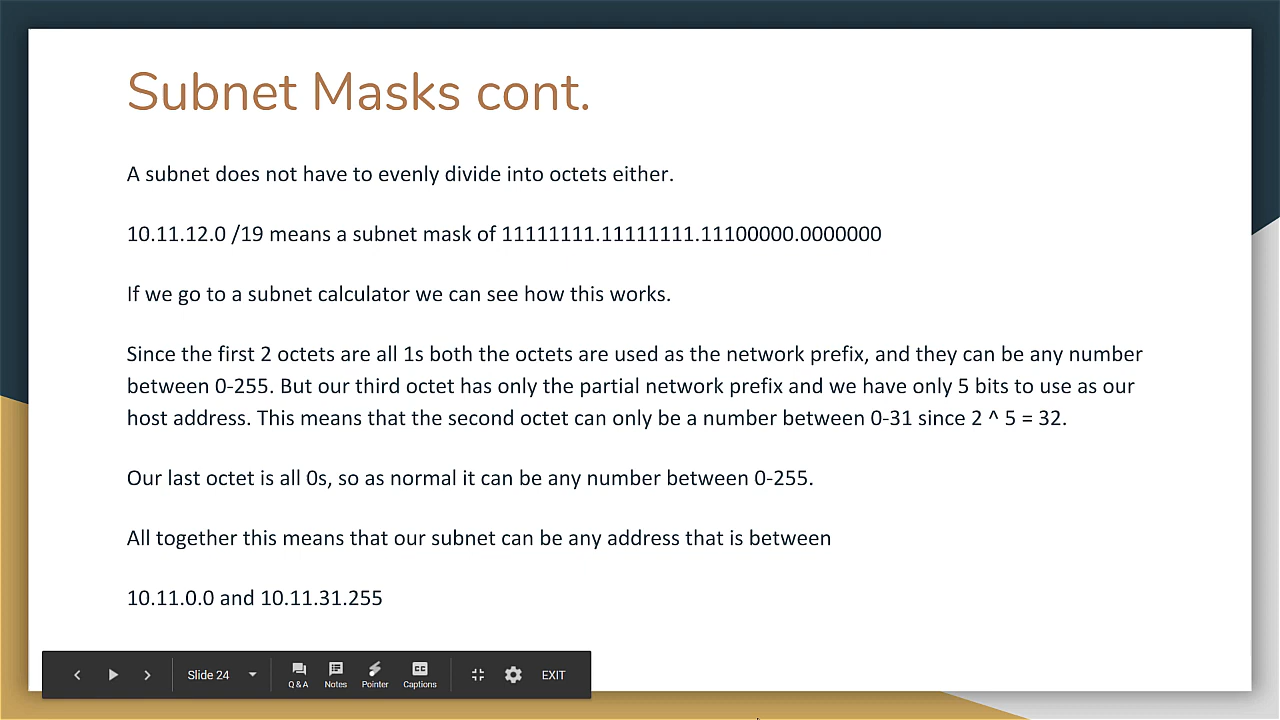 Subnet Masks cont.
A subnet does not have to evenly divide into octets either.
10.11.12.0 /19 means a subnet mask of 11111111.11111111.11100000.0000000
If we go to a subnet calculator we can see how this works.
Since the first 2 octets are all 1s both the octets are used as the network prefix, and they can be any number
between 0-255. But our third octet has only the partial network prefix and we have only 5 bits to use as our
host address. This means that the second octet can only be a number between 0-31 since 2 ^ 5 = 32.
Our last octet is all 0s, so as normal it can be any number between 0-255.
All together this means that our subnet can be any address that is between
10.11.0.0 and 10.11.31.255
Slide 24
Q & A
Notes
Pointer
CC
Captions
EXIT